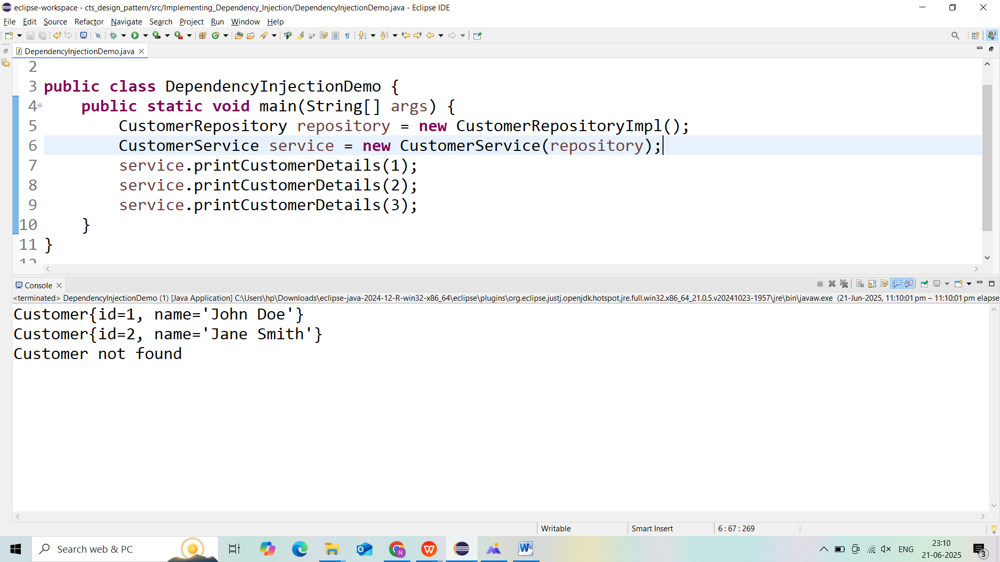 eclipse-workspace - cts_design_pattern/src/Implementing_Dependency_Injection/DependencyInjectionDemo.java - Eclipse IDE
File Edit Source Refactor Navigate Search Project Run Window Help
DependencyInjectionDemo.java
2
3 public class DependencyInjectionDemo {
4 public static void main(String[] args) {
5 CustomerRepository repository = new CustomerRepositoryImpl();
6 CustomerService service = new CustomerService(repository);
7 service.printCustomerDetails(1);
8 service.printCustomerDetails(2);
9 service.printCustomerDetails(3);
10 }
11 }
12
Console
<terminated> DependencyInjectionDemo (1) [Java Application] C:\Users\hp\Downloads\eclipse-java-2024-12-R-win32-x86_64\eclipse\plugins\org.eclipse.justj.openjdk.hotspot.jre.full.win32.x86_64_21.0.5.v20241023-1957\jre\bin\javaw.exe (21-Jun-2025, 11:10:01 pm – 11:10:01 pm elapse
Customer{id=1, name='John Doe'}
Customer{id=2, name='Jane Smith'}
Customer not found
Writable Smart Insert 6 : 67 : 269
Search web & PC
ENG
23:10
21-06-2025
3